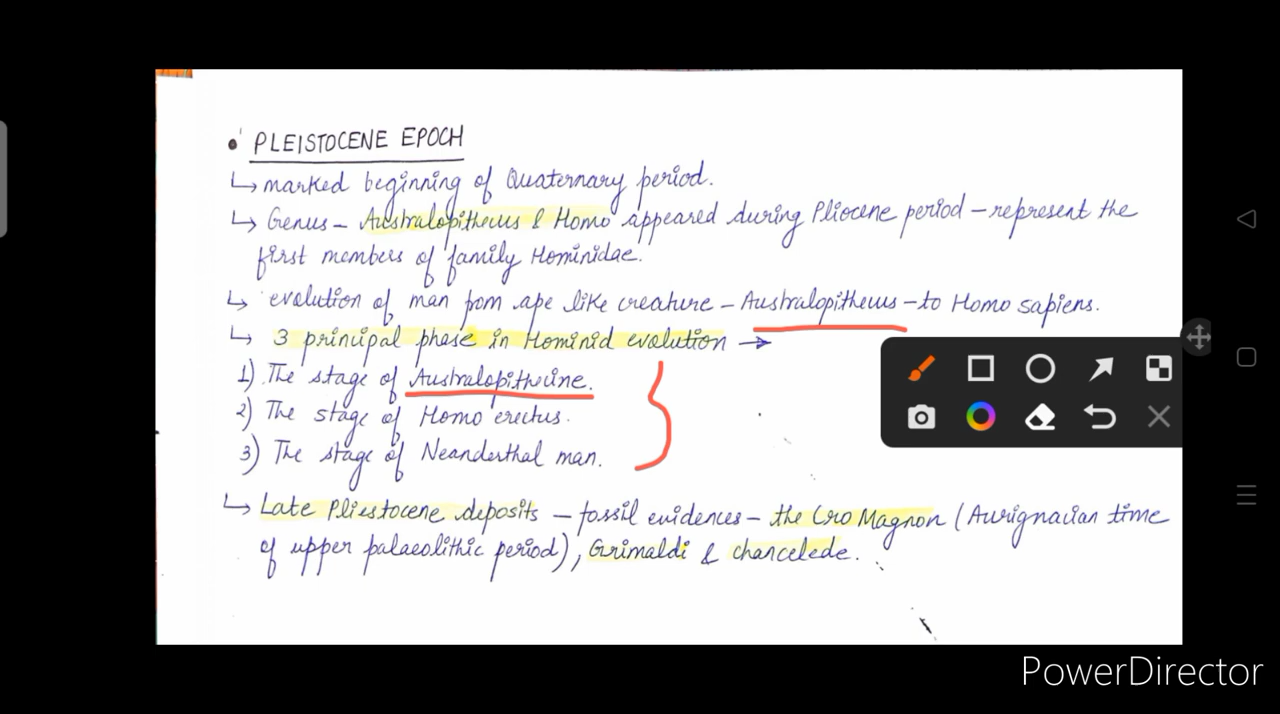 • PLEISTOCENE EPOCH
↳ marked beginning of Quaternary period.
↳ Genus - Australopithecus & Homo appeared during Pliocene period - represent the
first members of family Hominidae.
↳ evolution of man from ape like creature - Australopithecus - to Homo sapiens.
↳ 3 principal phase in Hominid evolution →
1) The stage of Australopithecine.
2) The stage of Homo erectus.
3) The stage of Neanderthal man.
↳ Late Pliestocene deposits - fossil evidences - the Cro Magnon (Aurignacian time
of upper palaeolithic period), Grimaldi & chancelede.
PowerDirector